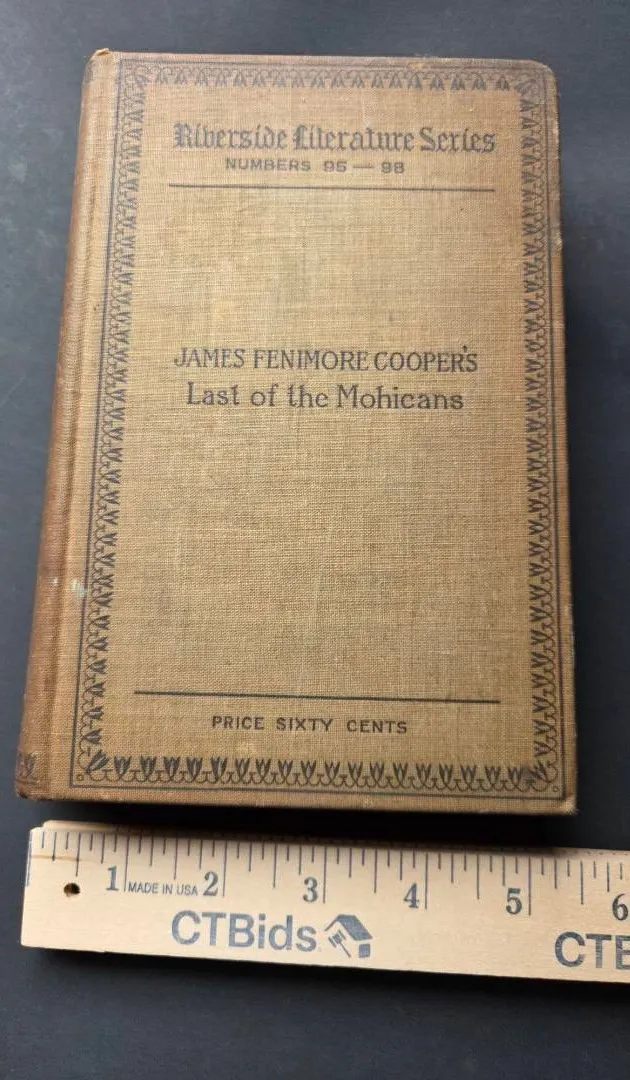 Riverside Literature Series
NUMBERS 95 — 98
JAMES FENIMORE COOPER'S
Last of the Mohicans
PRICE SIXTY CENTS
1 MADE IN USA 2 3 4 5 6
CTBids CTB